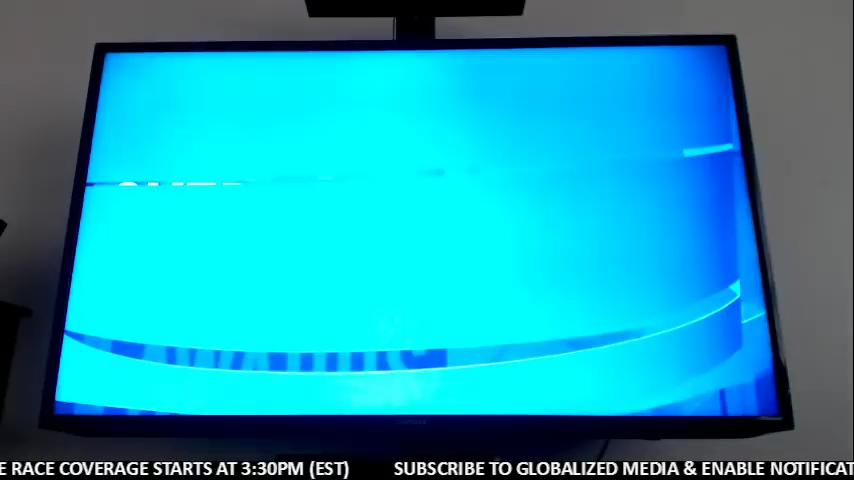 E RACE COVERAGE STARTS AT 3:30PM (EST) SUBSCRIBE TO GLOBALIZED MEDIA & ENABLE NOTIFICAT